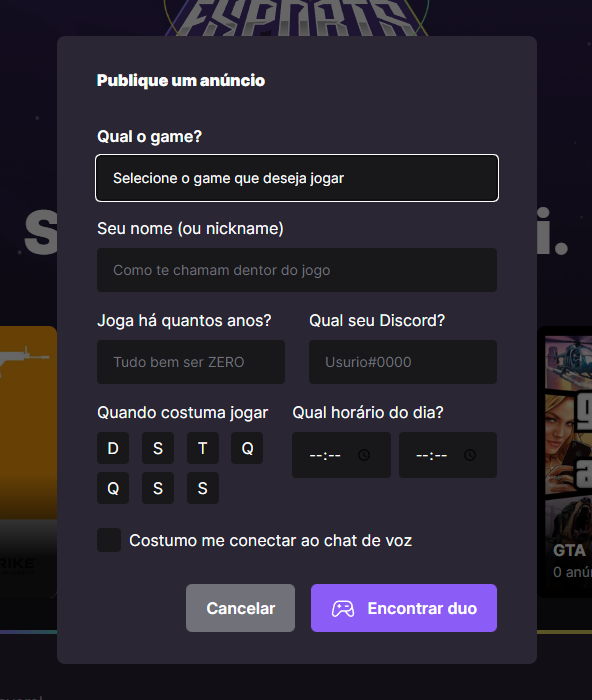 ESPORTS
Publique um anúncio
Qual o game?
Selecione o game que deseja jogar
Seu nome (ou nickname)
S
i.
Como te chamam dentor do jogo
Joga há quantos anos? Qual seu Discord?
Tudo bem ser ZERO Usurio#0000
Quando costuma jogar Qual horário do dia?
D S T Q --:-- --:--
Q S S
Costumo me conectar ao chat de voz
GTA
RIKE
0 anú
Cancelar Encontrar duo